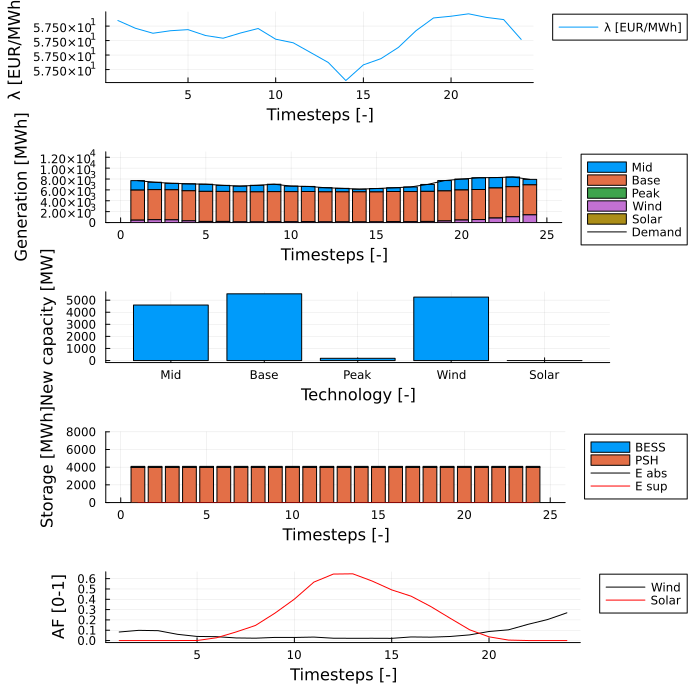 λ [EUR/MWh]
5.750×10¹
5.750×10¹
5.750×10¹
5.750×10¹
5 10 15 20
Timesteps [-]
λ [EUR/MWh]
Generation [MWh]
1.20×10⁴
1.00×10⁴
8.00×10³
6.00×10³
4.00×10³
2.00×10³
0
0 5 10 15 20 25
Timesteps [-]
Mid
Base
Peak
Wind
Solar
Demand
New capacity [MW]
5000
4000
3000
2000
1000
0
Mid Base Peak Wind Solar
Technology [-]
Storage [MWh]
8000
6000
4000
2000
0
0 5 10 15 20 25
Timesteps [-]
BESS
PSH
E abs
E sup
AF [0-1]
0.6
0.5
0.4
0.3
0.2
0.1
0.0
5 10 15 20
Timesteps [-]
Wind
Solar